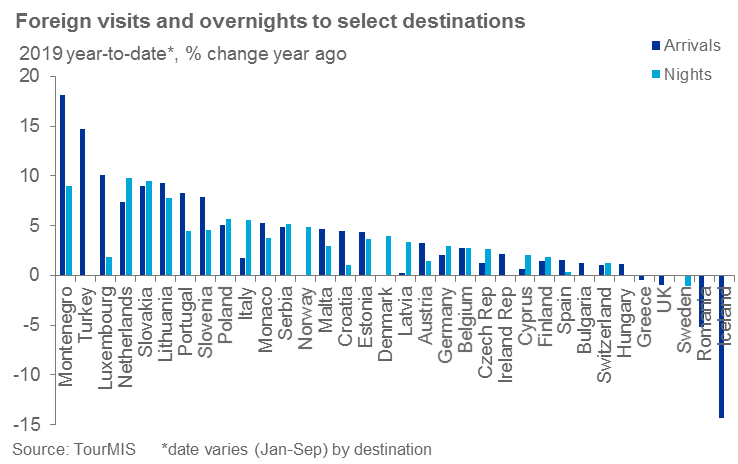 Foreign visits and overnights to select destinations
2019 year-to-date*, % change year ago
Arrivals
Nights
20
15
10
5
0
-5
-10
-15
Montenegro
Turkey
Luxembourg
Netherlands
Slovakia
Lithuania
Portugal
Slovenia
Poland
Italy
Monaco
Serbia
Norway
Malta
Croatia
Estonia
Denmark
Latvia
Austria
Germany
Belgium
Czech Rep
Ireland Rep
Cyprus
Finland
Spain
Bulgaria
Switzerland
Hungary
Greece
UK
Sweden
Romania
Iceland
Source: TourMIS *date varies (Jan-Sep) by destination